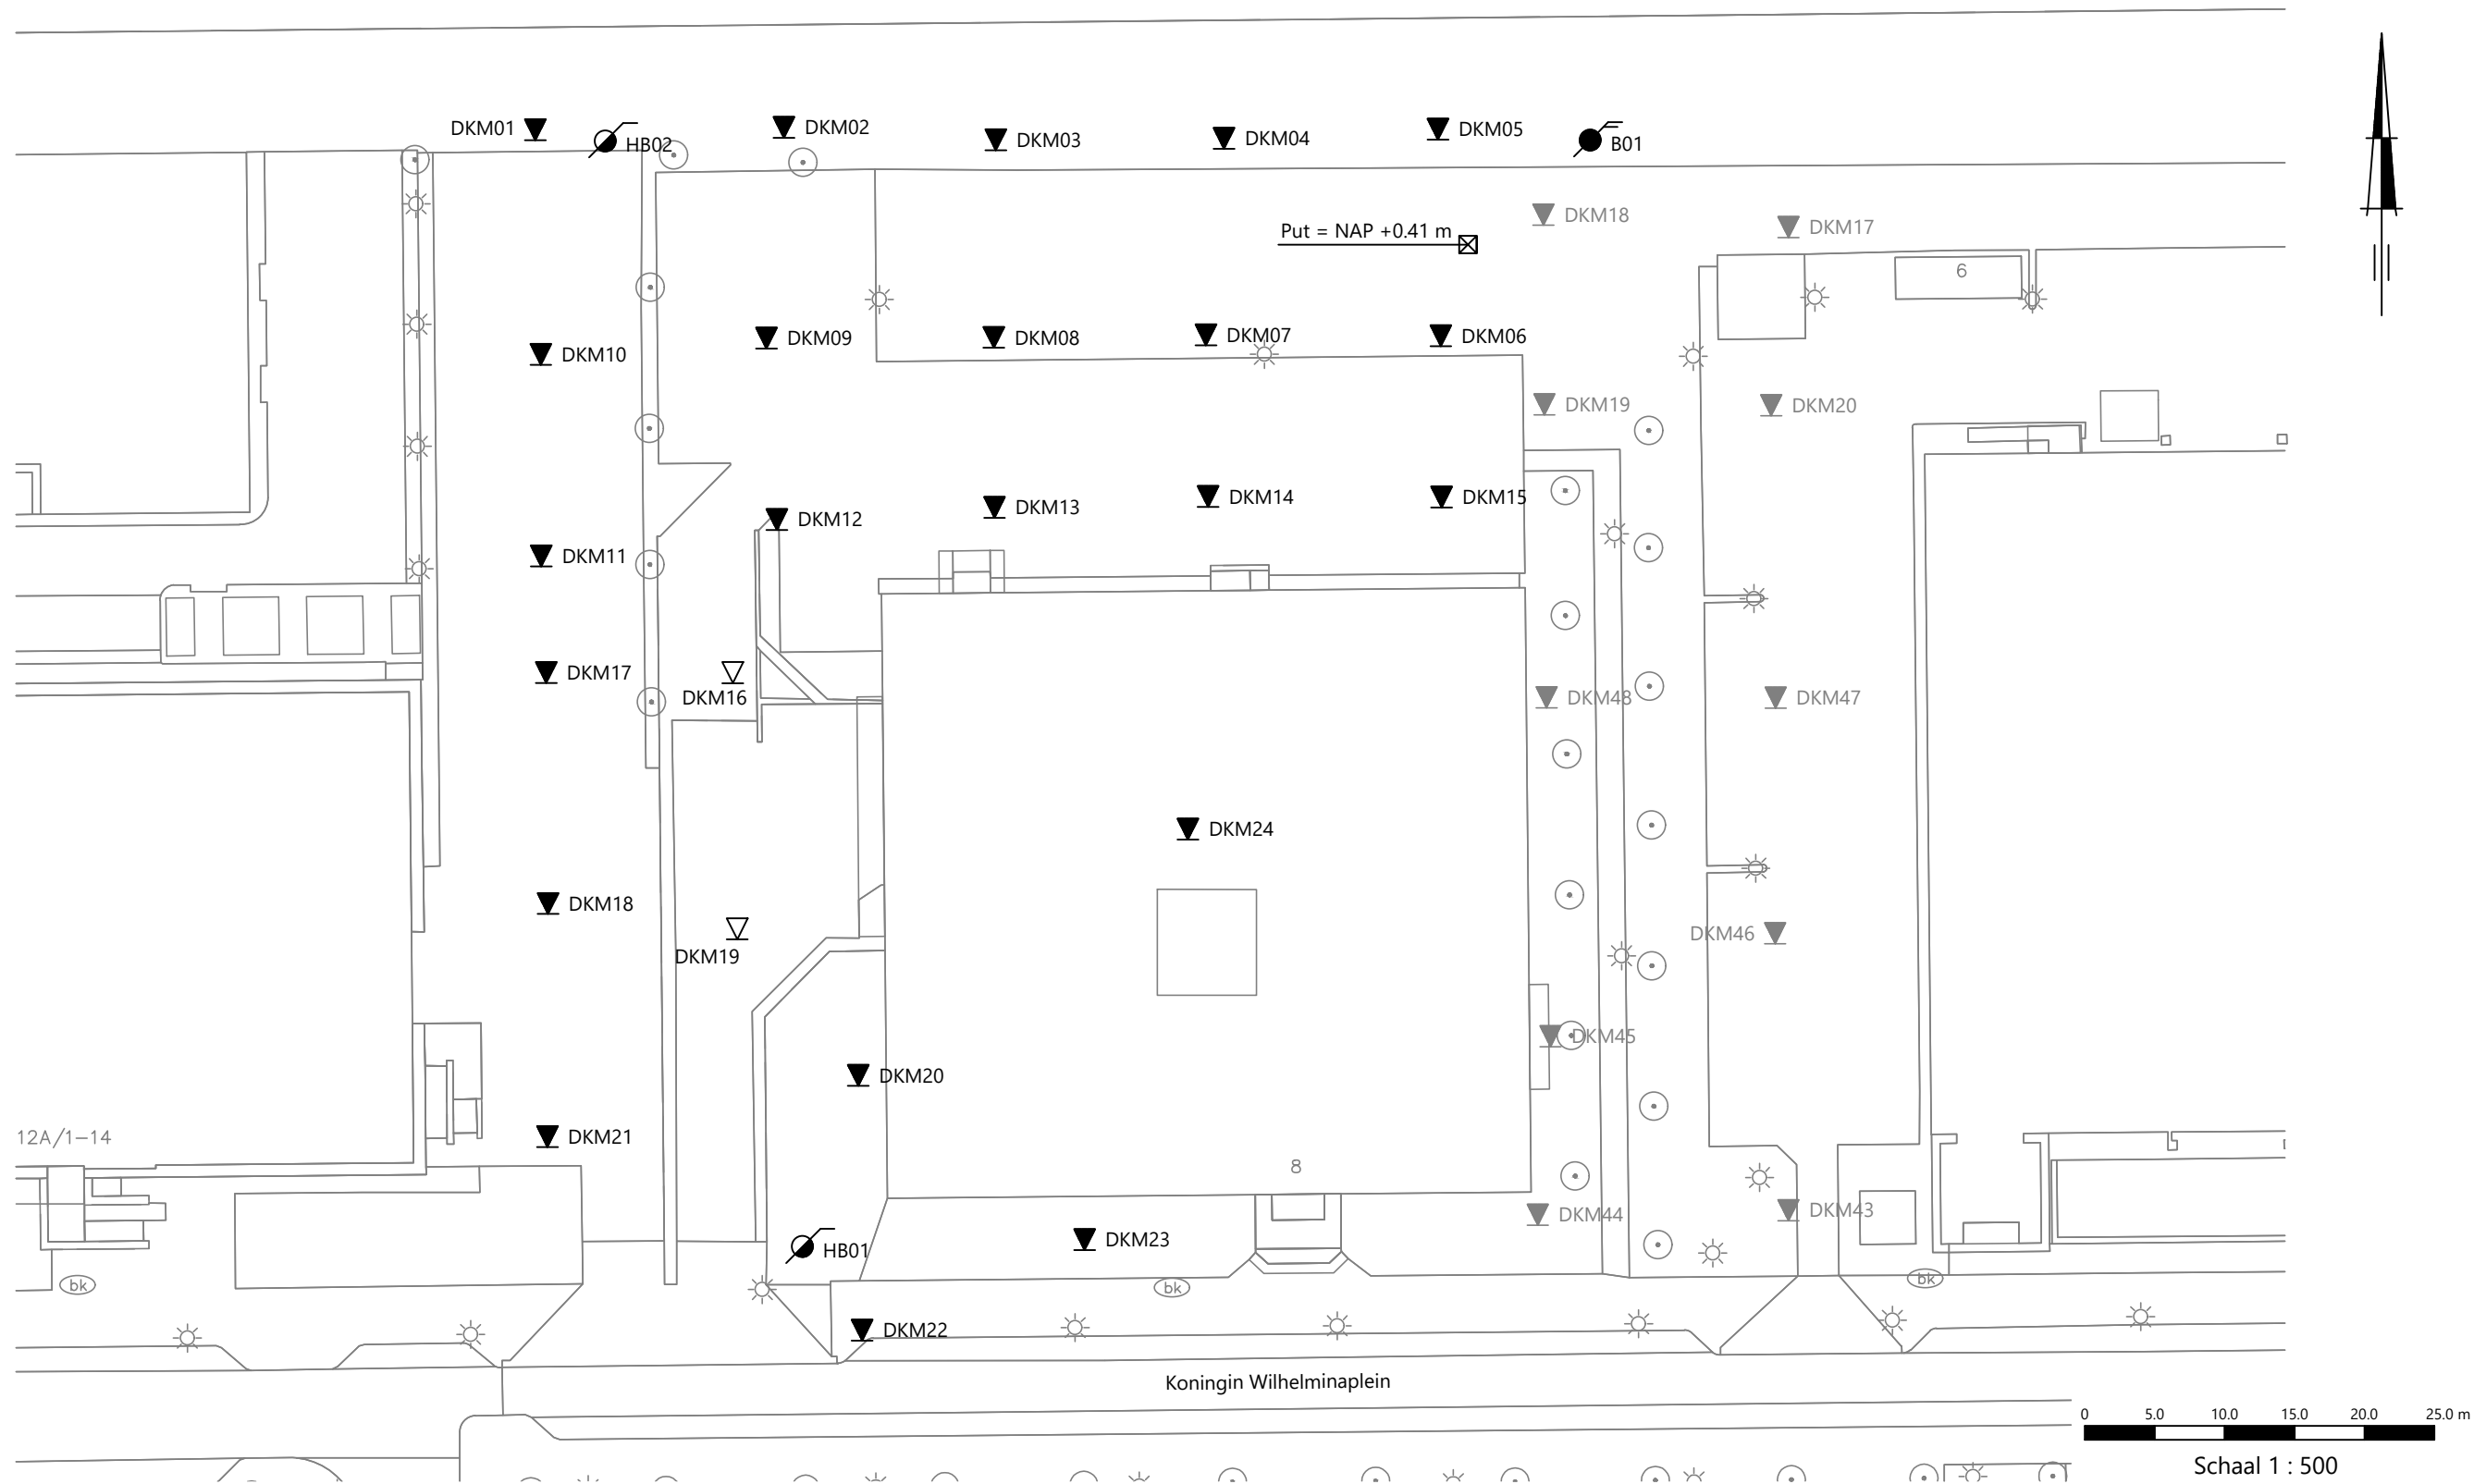 DKM01
HB02
DKM02
DKM03
DKM04
DKM05
B01
DKM18
DKM17
Put = NAP +0.41 m
6
DKM10
DKM09
DKM08
DKM07
DKM06
DKM19
DKM20
DKM11
DKM12
DKM13
DKM14
DKM15
DKM17
DKM16
DKM48
DKM47
DKM24
DKM18
DKM19
DKM46
DKM45
DKM20
12A/1-14
DKM21
8
DKM44
DKM43
HB01
DKM23
bk
bk
bk
DKM22
Koningin Wilhelminaplein
0 5.0 10.0 15.0 20.0 25.0 m
Schaal 1 : 500